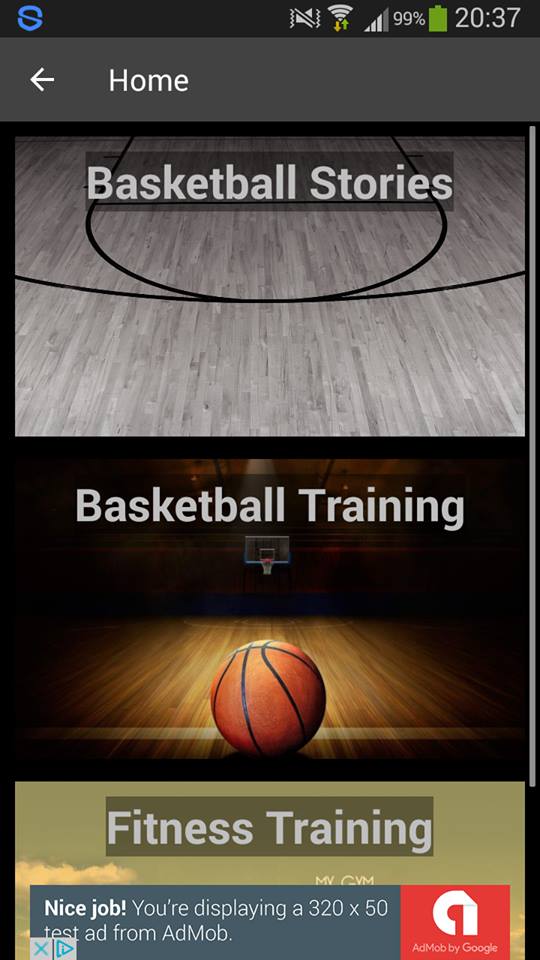 99% 20:37
Home
Basketball Stories
Basketball Training
Fitness Training
MY GYM
Nice job! You're displaying a 320 x 50
test ad from AdMob.
AdMob by Google